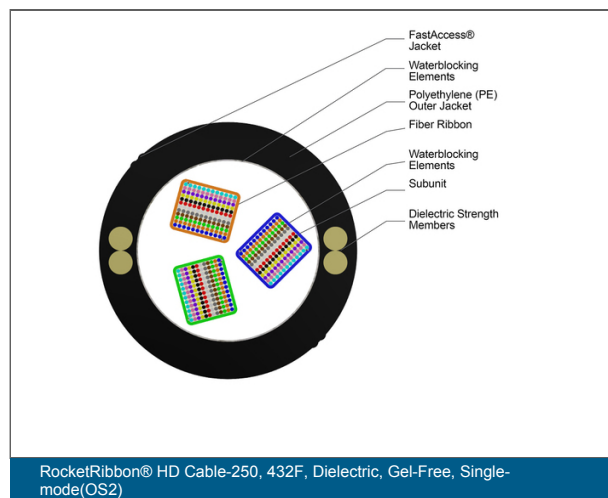 FastAccess®
Jacket
Waterblocking
Elements
Polyethylene (PE)
Outer Jacket
Fiber Ribbon
Waterblocking
Elements
Subunit
Dielectric Strength
Members
RocketRibbon® HD Cable-250, 432F, Dielectric, Gel-Free, Single-
mode(OS2)